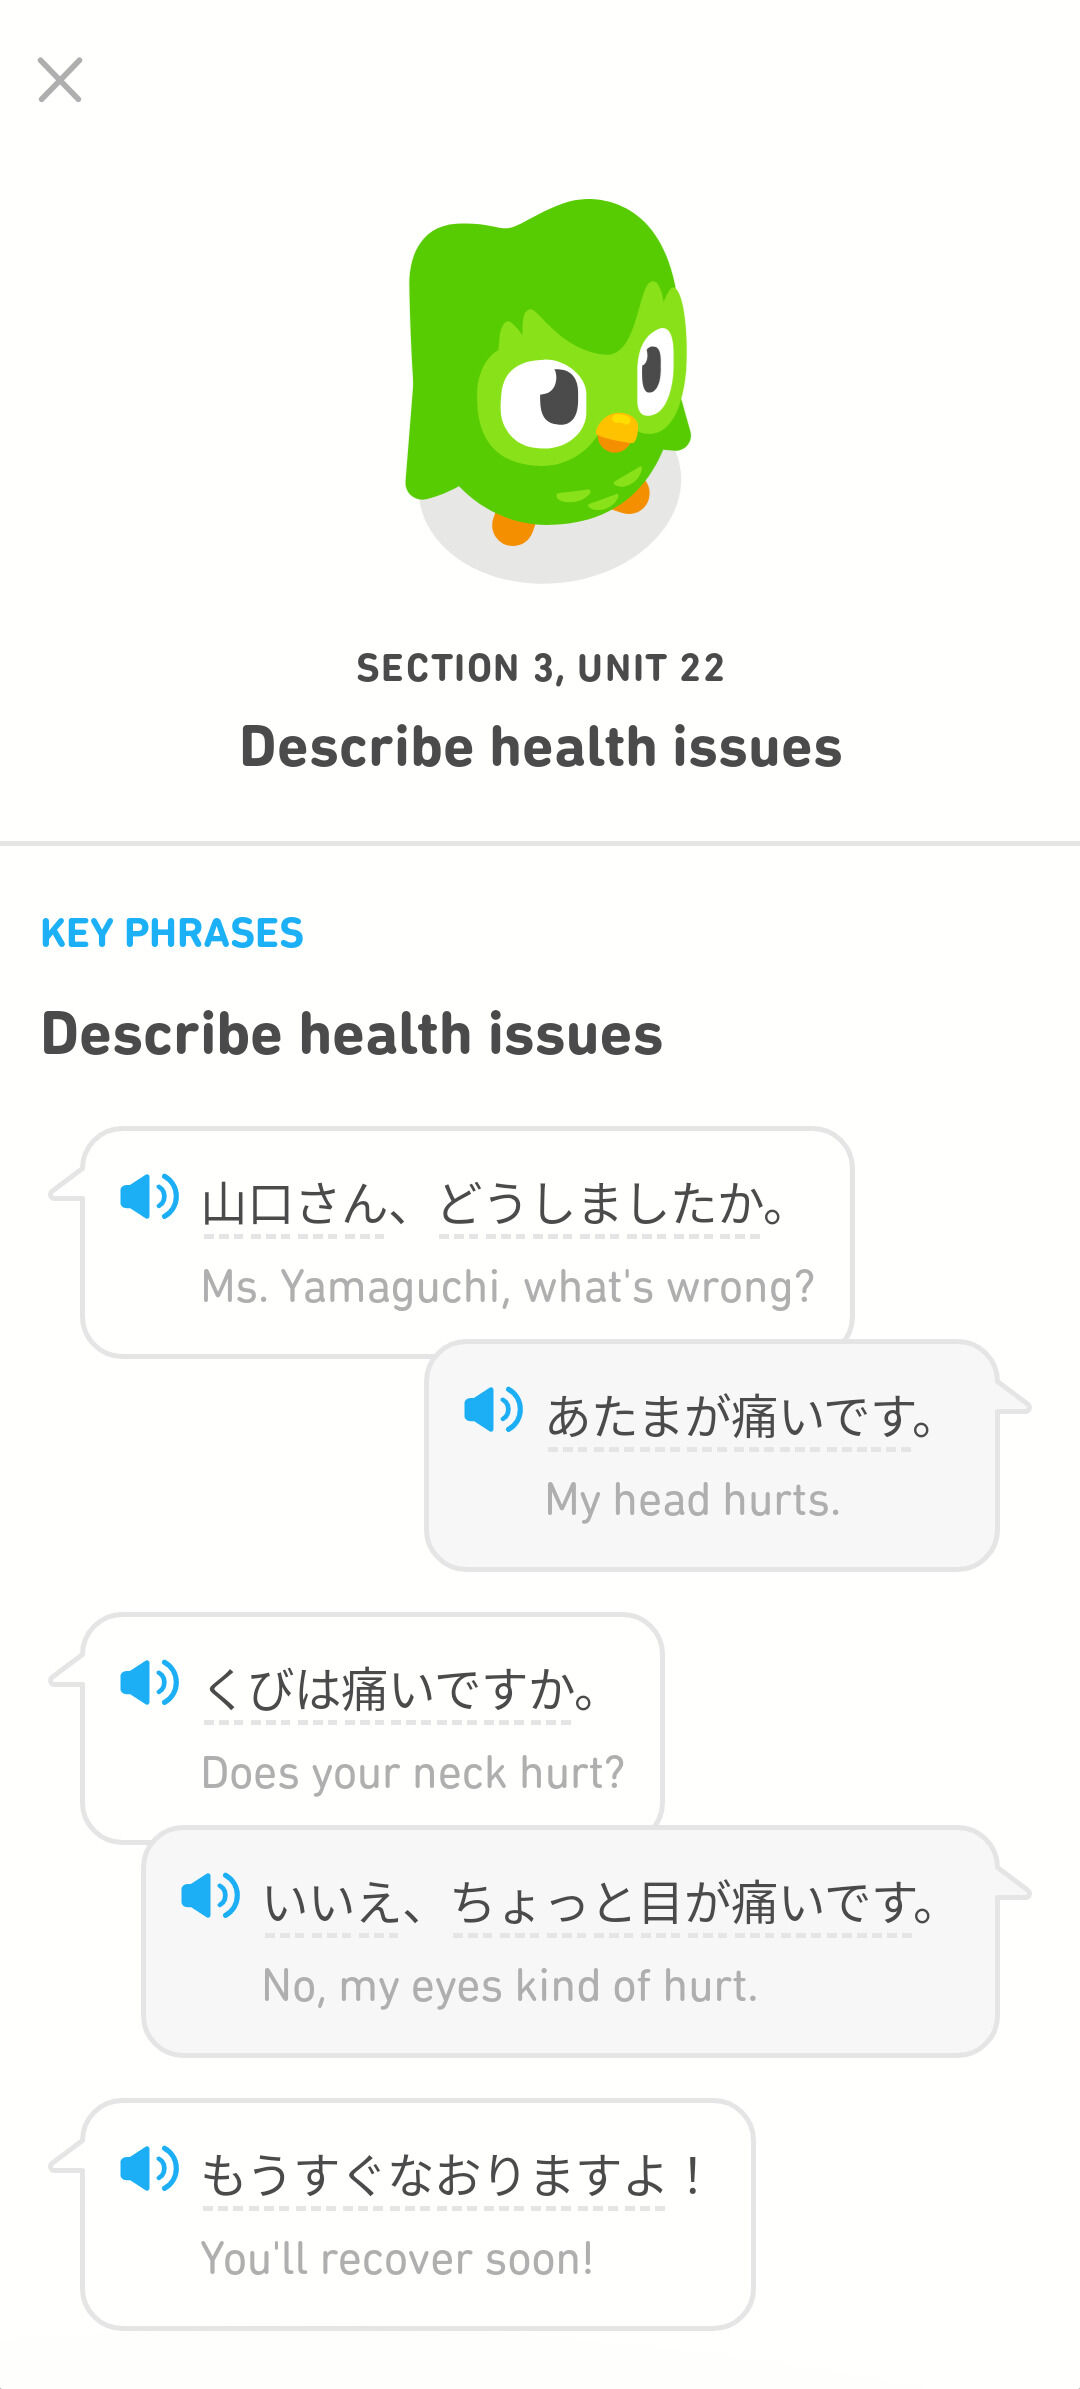 SECTION 3, UNIT 22
Describe health issues
KEY PHRASES
Describe health issues
山口さん、どうしましたか。
Ms. Yamaguchi, what's wrong?
あたまが痛いです。
My head hurts.
くびは痛いですか。
Does your neck hurt?
いいえ、ちょっと目が痛いです。
No, my eyes kind of hurt.
もうすぐなおりますよ！
You'll recover soon!